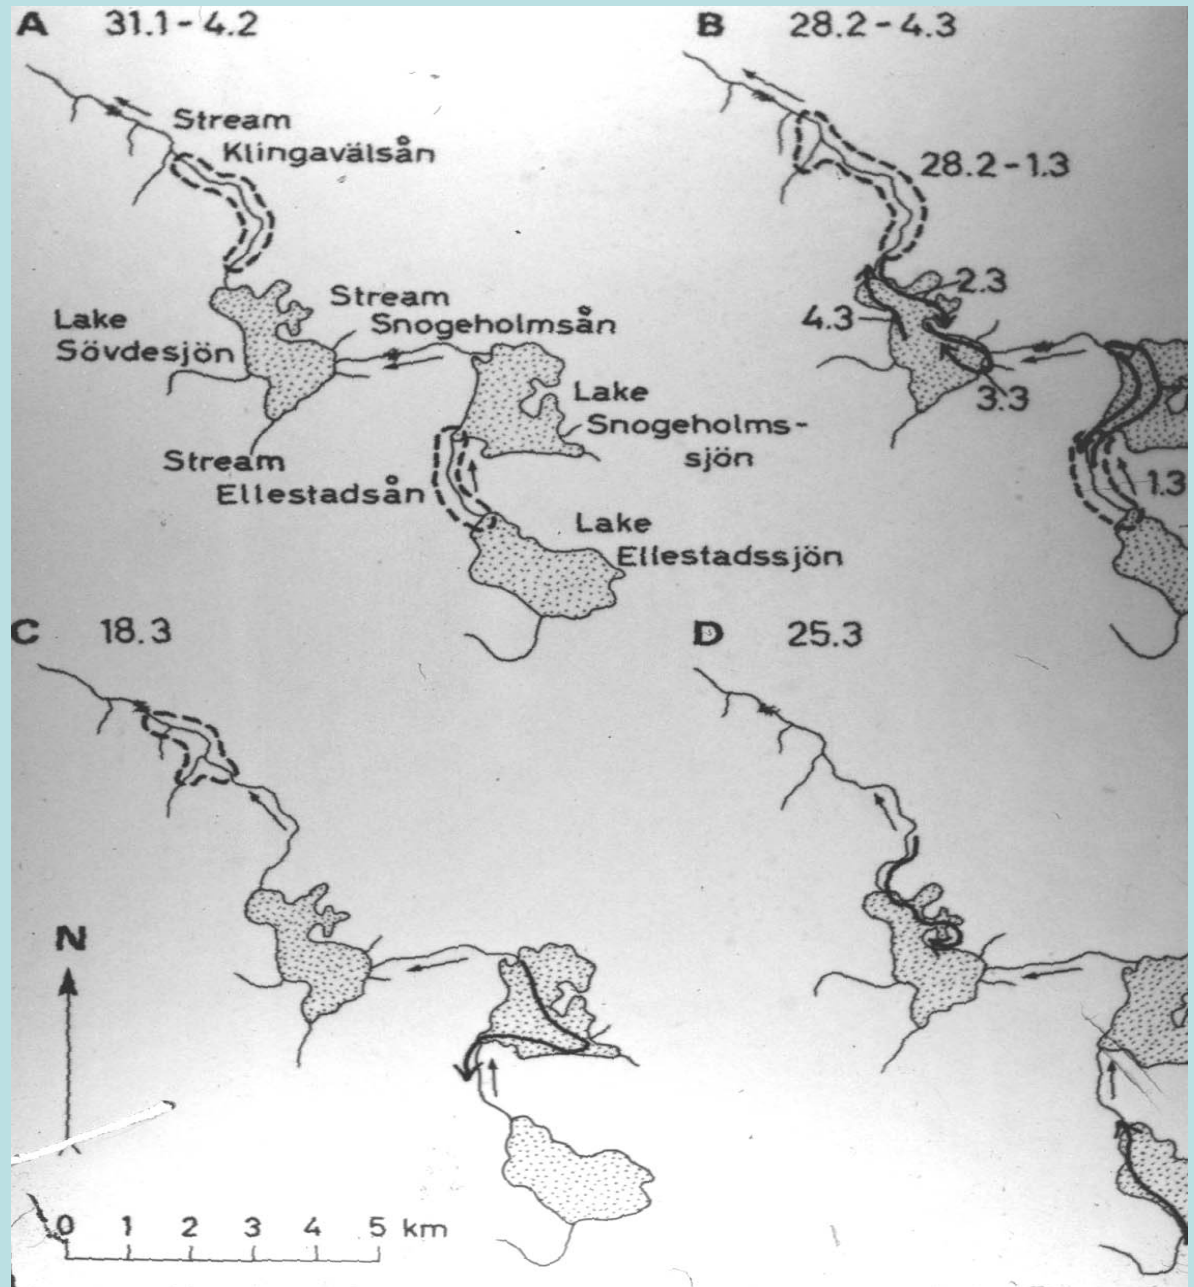 A 31.1 - 4.2
Stream
Klingavälsån
Lake
Sövdesjön
Stream
Snogeholmsån
Lake
Snogeholms-
sjön
Stream
Ellestadsån
Lake
Ellestadssjön
B 28.2 - 4.3
28.2 - 1.3
2.3
4.3
3.3
1.3
C 18.3
N
0 1 2 3 4 5 km
D 25.3